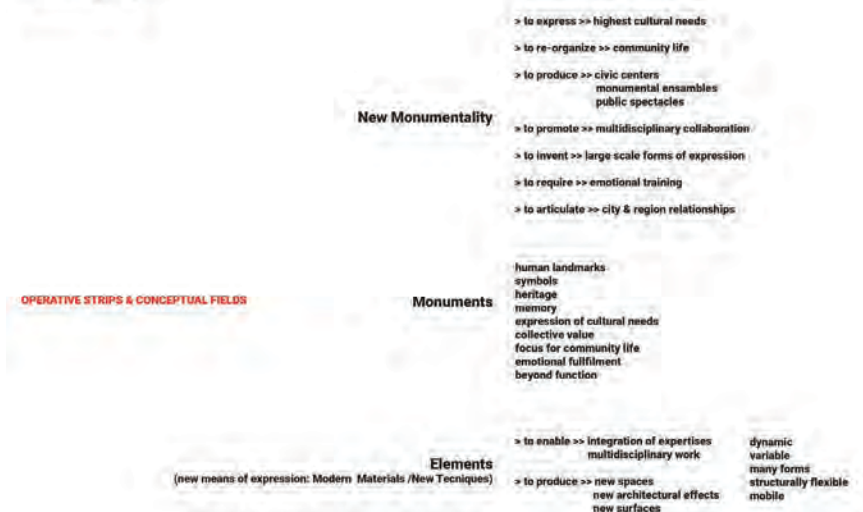 > to express >> highest cultural needs
> to re-organize >> community life
> to produce >> civic centers
monumental ensambles
public spectacles
New Monumentality
> to promote >> multidisciplinary collaboration
> to invent >> large scale forms of expression
> to require >> emotional training
> to articulate >> city & region relationships
OPERATIVE STRIPS & CONCEPTUAL FIELDS
Monuments
human landmarks
symbols
heritage
memory
expression of cultural needs
collective value
focus for community life
emotional fullfilment
beyond function
Elements
(new means of expression: Modern Materials /New Tecniques)
> to enable >> integration of expertises
multidisciplinary work
> to produce >> new spaces
new architectural effects
new surfaces
dynamic
variable
many forms
structurally flexible
mobile